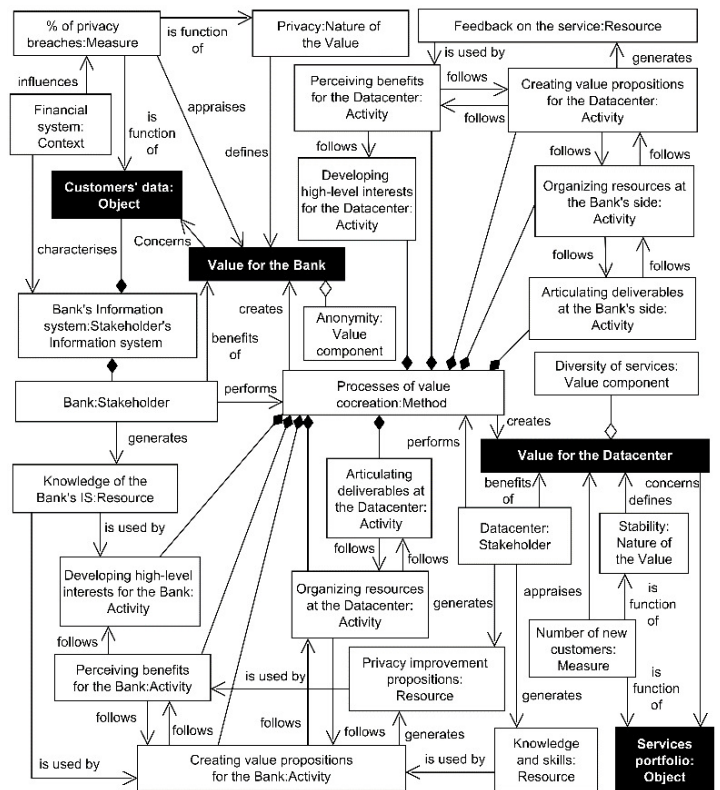 % of privacy
breaches:Measure
is function
of
Privacy:Nature of
the Value
Feedback on the service:Resource
is used by
generates
influences
Perceiving benefits
for the Datacenter:
Activity
follows
follows
Creating value propositions
for the Datacenter:
Activity
Financial
system:
Context
is
function
of
appraises
defines
follows
follows
follows
Developing
high-level interests
for the Datacenter:
Activity
Organizing resources at
the Bank's side:
Activity
Customers' data:
Object
characterises
Concerns
Value for the Bank
follows
follows
Articulating deliverables
at the Bank's side:
Activity
Bank's Information
system:Stakeholder's
Information system
benefits
of
creates
Anonymity:
Value
component
Diversity of services:
Value component
Bank:Stakeholder
performs
Processes of value
cocreation:Method
creates
generates
performs
Value for the Datacenter
Knowledge of the
Bank's IS:Resource
Articulating
deliverables at
the Datacenter:
Activity
benefits
of
concerns
defines
is used by
Datacenter:
Stakeholder
Stability:
Nature of
the Value
Developing high-level
interests for the Bank:
Activity
follows
follows
Organizing resources
at the Datacenter:
Activity
generates
appraises
is
function
of
follows
Number of new
customers:
Measure
Perceiving benefits
for the Bank:Activity
is used by
Privacy improvement
propositions:
Resource
is
function
of
generates
follows
follows
follows
follows
generates
Creating value propositions
for the Bank:Activity
is used by
is used by
Knowledge
and skills:
Resource
Services
portfolio:
Object